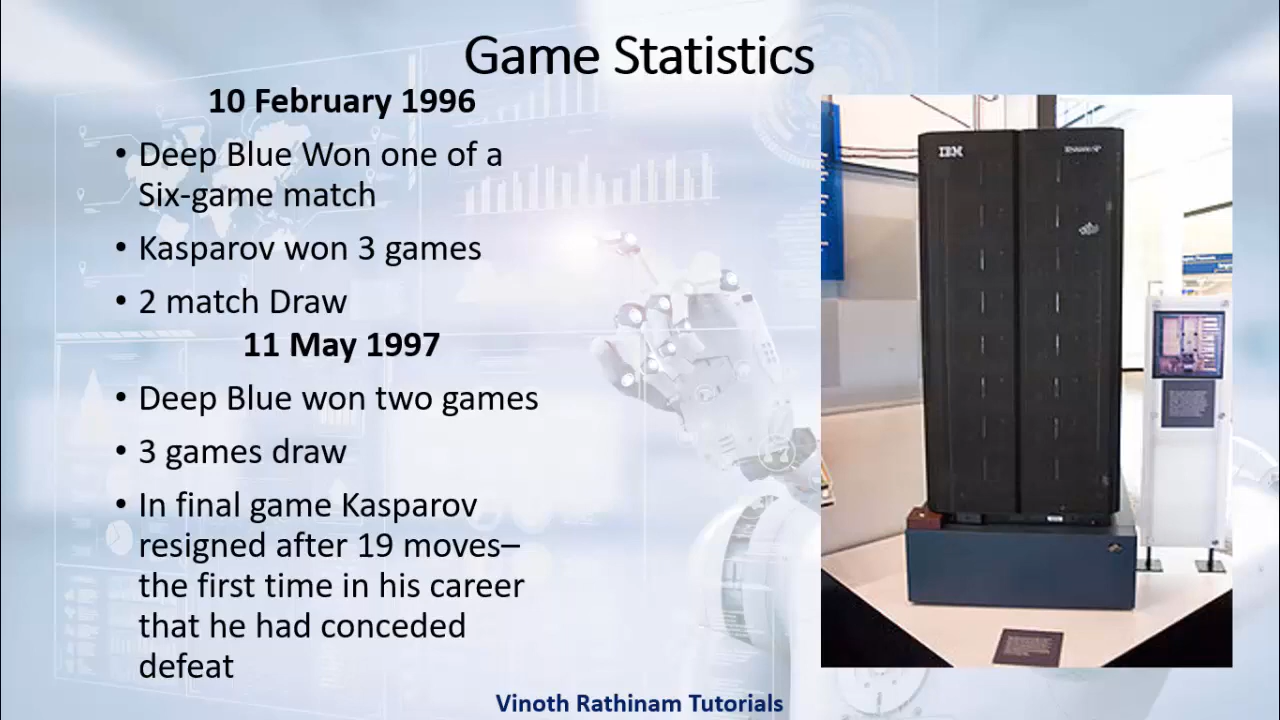 Game Statistics
10 February 1996
• Deep Blue Won one of a
Six-game match
• Kasparov won 3 games
• 2 match Draw
11 May 1997
• Deep Blue won two games
• 3 games draw
• In final game Kasparov
resigned after 19 moves–
the first time in his career
that he had conceded
defeat
IBM
Vinoth Rathinam Tutorials